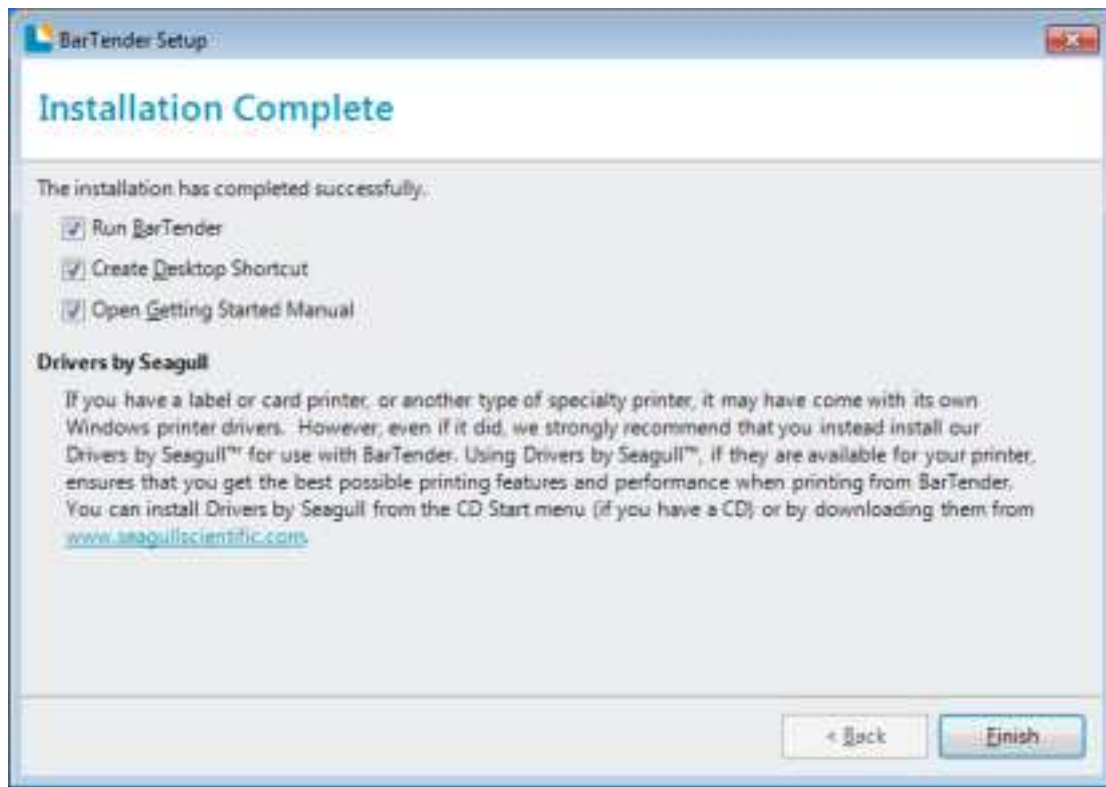 BarTender Setup
Installation Complete
The installation has completed successfully.
Run BarTender
Create Desktop Shortcut
Open Getting Started Manual
Drivers by Seagull
If you have a label or card printer, or another type of specialty printer, it may have come with its own
Windows printer drivers. However, even if it did, we strongly recommend that you instead install our
Drivers by Seagull™ for use with BarTender. Using Drivers by Seagull™, if they are available for your printer,
ensures that you get the best possible printing features and performance when printing from BarTender.
You can install Drivers by Seagull from the CD Start menu (if you have a CD) or by downloading them from
www.seagullscientific.com.
< Back
Finish